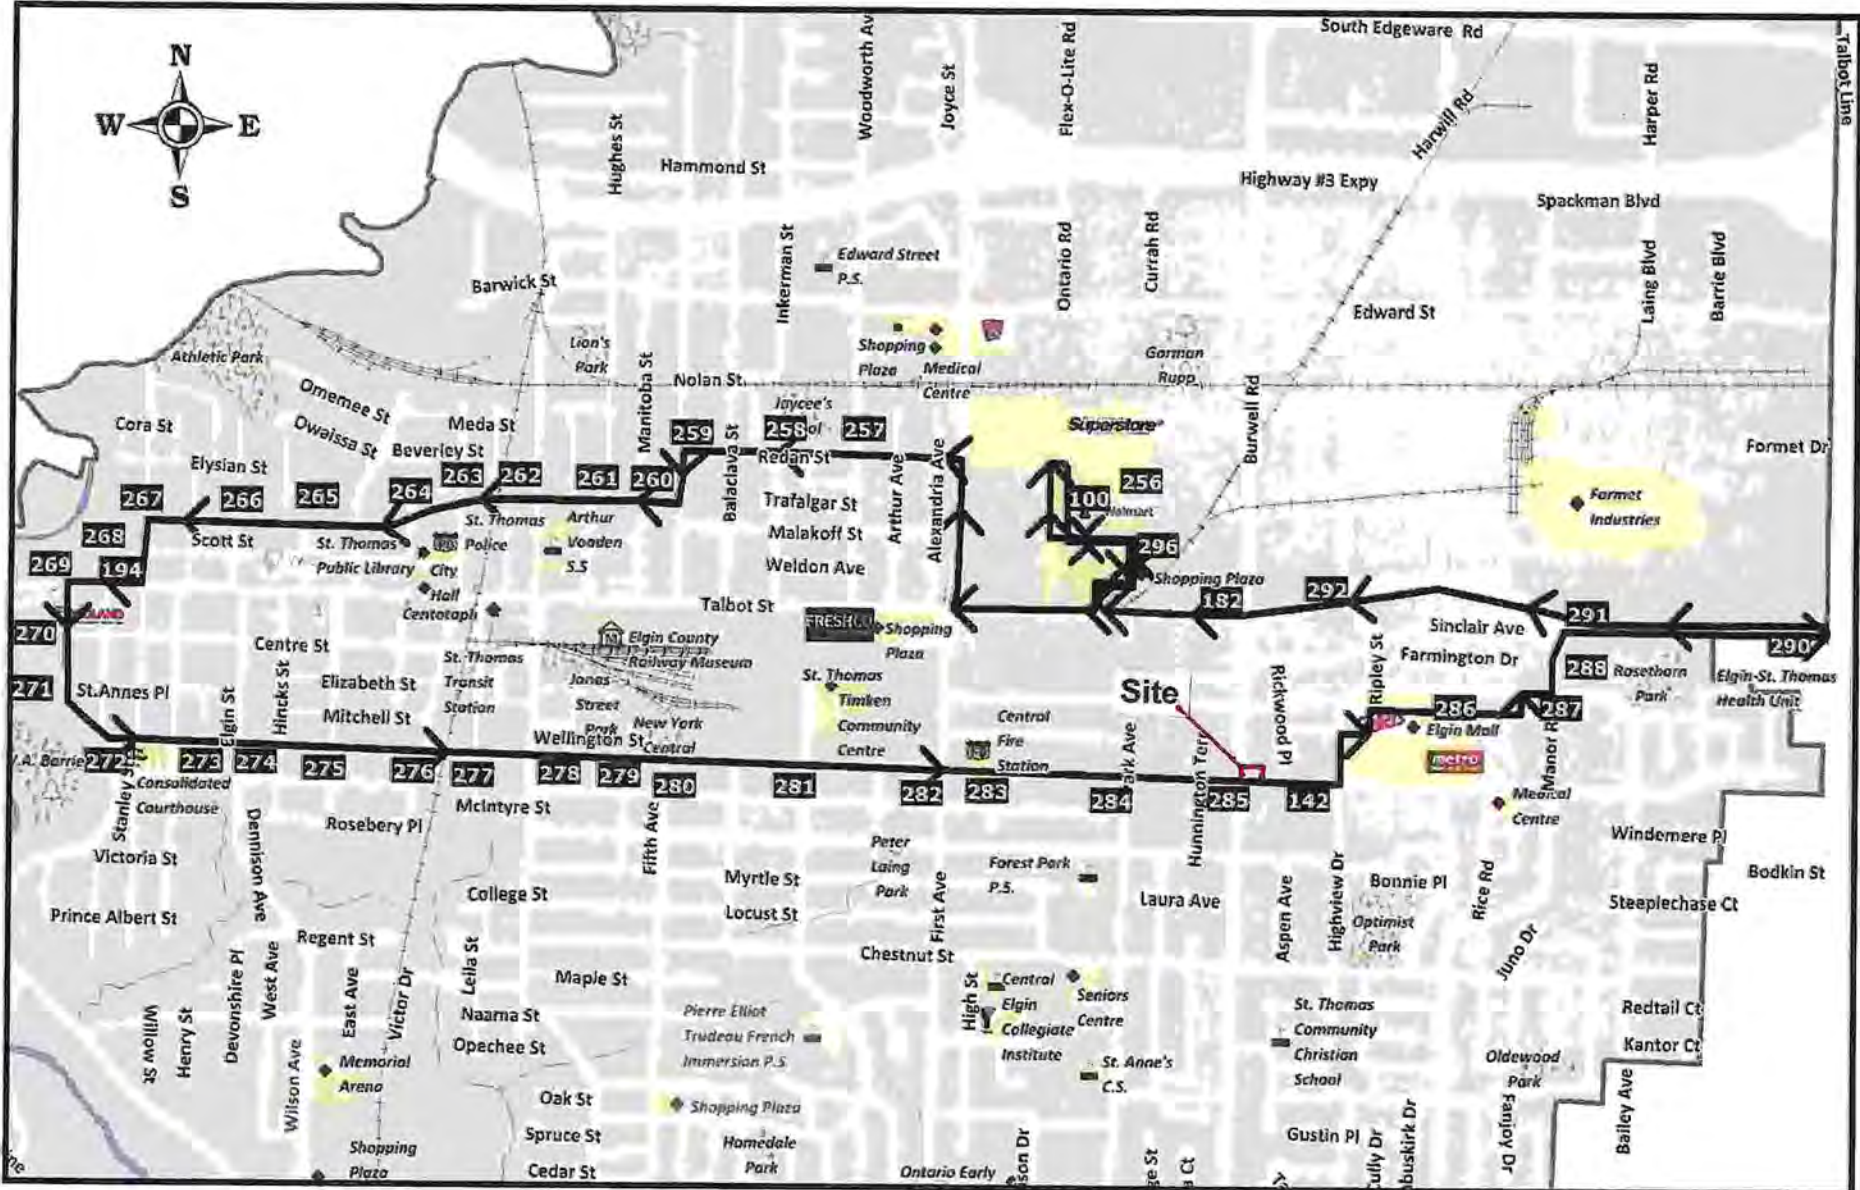 South Edgeware Rd
Talbot Line
N
W E
S
Woodworth Av
Joyce St
Flex-O-Lite Rd
Harwill Rd
Harper Rd
Hughes St
Hammond St
Highway #3 Expy
Spackman Blvd
Inkerman St
Edward Street
P.S.
Ontario Rd
Currah Rd
Laing Blvd
Barrie Blvd
Barwick St
Edward St
Athletic Park
Lion's
Park
Shopping
Plaza
Medical
Centre
Gorman
Rupp
Manitoba St
Nolan St
Omemee St
Dwaissa St
Cora St
Meda St
Beverley St
Elysian St
Jaycee's
259
258
257
Balaclava St
Redan St
Arthur Ave
Alexandria Ave
Superstore
Burwell Rd
Formet Dr
267
266
265
264
263
262
261
260
Trafalgar St
Malakoff St
Weldon Ave
100
256
Walmart
296
Shopping Plaza
Formet
Industries
268
269
194
Scott St
St. Thomas
Public Library
St. Thomas
Police
City
Hall
Cenotaph
Arthur
Voaden
S.S
Talbot St
FRESHCO
Shopping
Plaza
182
292
291
290
270
271
Centre St
St.Annes Pl
Elizabeth St
Mitchell St
Elgin St
Hincks St
St. Thomas
Transit
Station
Elgin County
Railway Museum
Jonas
Street
Park
New York
Central
Wellington St
St. Thomas
Timken
Community
Centre
Central
Fire
Station
Site
Park Ave
Hunnington Terr
Rickwood Pl
Ripley St
Sinclair Ave
Farmington Dr
288
Rosethorn
Park
Elgin-St. Thomas
Health Unit
286
287
Elgin Mall
metro
Manor R
Medical
Centre
272
273
274
275
276
277
278
279
280
281
282
283
284
285
142
Consolidated
Courthouse
Stanley S
Dennison Ave
Rosebery Pl
McIntyre St
Fifth Ave
Victoria St
Prince Albert St
College St
Myrtle St
Locust St
Peter
Laing
Park
First Ave
Forest Park
P.S.
Laura Ave
Aspen Ave
Highview Dr
Bonnie Pl
Optimist
Park
Rice Rd
Windemere Pl
Bodkin St
Steeplechase Ct
Juno Dr
Regent St
Devonshire Pl
West Ave
East Ave
Victor Dr
Leila St
Maple St
Chestnut St
Willow St
Henry St
Wilson Ave
Naama St
Opechee St
Pierre Elliot
Trudeau French
Immersion P.S.
High St
Central
Elgin
Collegiate
Institute
Seniors
Centre
St. Anne's
C.S.
St. Thomas
Community
Christian
School
Redtail Ct
Kantor Ct
Oldewood
Park
Memorial
Arena
Oak St
Spruce St
Cedar St
Shopping Plaza
Homedale
Park
Shopping
Plaza
Ontario Early
Gustin Pl
Fanjoy Dr
Bailey Ave